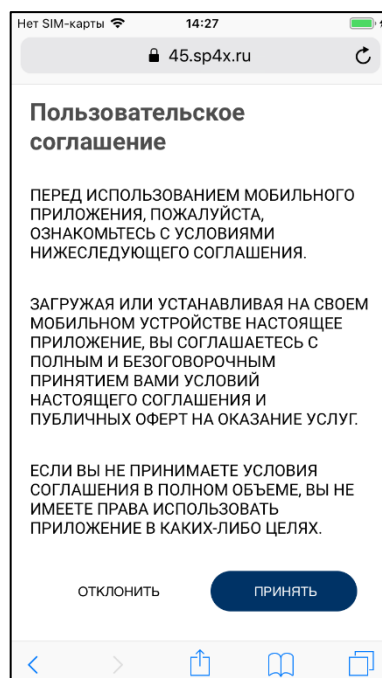 Нет SIM-карты 14:27
45.sp4x.ru
Пользовательское
соглашение
ПЕРЕД ИСПОЛЬЗОВАНИЕМ МОБИЛЬНОГО
ПРИЛОЖЕНИЯ, ПОЖАЛУЙСТА,
ОЗНАКОМЬТЕСЬ С УСЛОВИЯМИ
НИЖЕСЛЕДУЮЩЕГО СОГЛАШЕНИЯ.
ЗАГРУЖАЯ ИЛИ УСТАНАВЛИВАЯ НА СВОЕМ
МОБИЛЬНОМ УСТРОЙСТВЕ НАСТОЯЩЕЕ
ПРИЛОЖЕНИЕ, ВЫ СОГЛАШАЕТЕСЬ С
ПОЛНЫМ И БЕЗОГОВОРОЧНЫМ
ПРИНЯТИЕМ ВАМИ УСЛОВИЙ
НАСТОЯЩЕГО СОГЛАШЕНИЯ И
ПУБЛИЧНЫХ ОФЕРТ НА ОКАЗАНИЕ УСЛУГ.
ЕСЛИ ВЫ НЕ ПРИНИМАЕТЕ УСЛОВИЯ
СОГЛАШЕНИЯ В ПОЛНОМ ОБЪЕМЕ, ВЫ НЕ
ИМЕЕТЕ ПРАВА ИСПОЛЬЗОВАТЬ
ПРИЛОЖЕНИЕ В КАКИХ-ЛИБО ЦЕЛЯХ.
ОТКЛОНИТЬ ПРИНЯТЬ